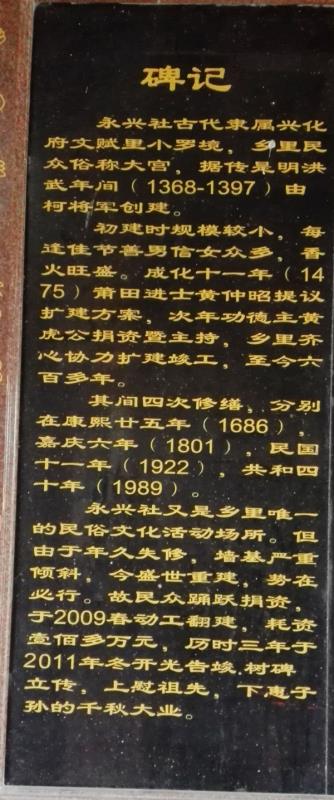 碑记
永兴社古代隶属兴化
府文赋里小罗境，乡里民
众俗称大宫，据传是明洪
武年间（1368-1397）由
柯将军创建。
初建时规模较小，每
逢佳节善男信女众多，香
火旺盛。成化十一年（14
75）莆田进士黄仲昭提议
扩建方案，次年功德主黄
虎公捐资暨主持，乡里齐
心协力扩建竣工，至今六
百多年。
其间四次修缮，分别
在康熙廿五年（1686），
嘉庆六年（1801），民国
十一年（1922），共和四
十年（1989）。
永兴社又是乡里唯一
的民俗文化活动场所。但
由于年久失修，墙基严重
倾斜，今盛世重建，势在
必行。故民众踊跃捐资，
于2009春动工翻建，耗资
壹佰多万元，历时三年于
2011年冬开光告竣.树碑
立传，上慰祖先，下惠子
孙的千秋大业。